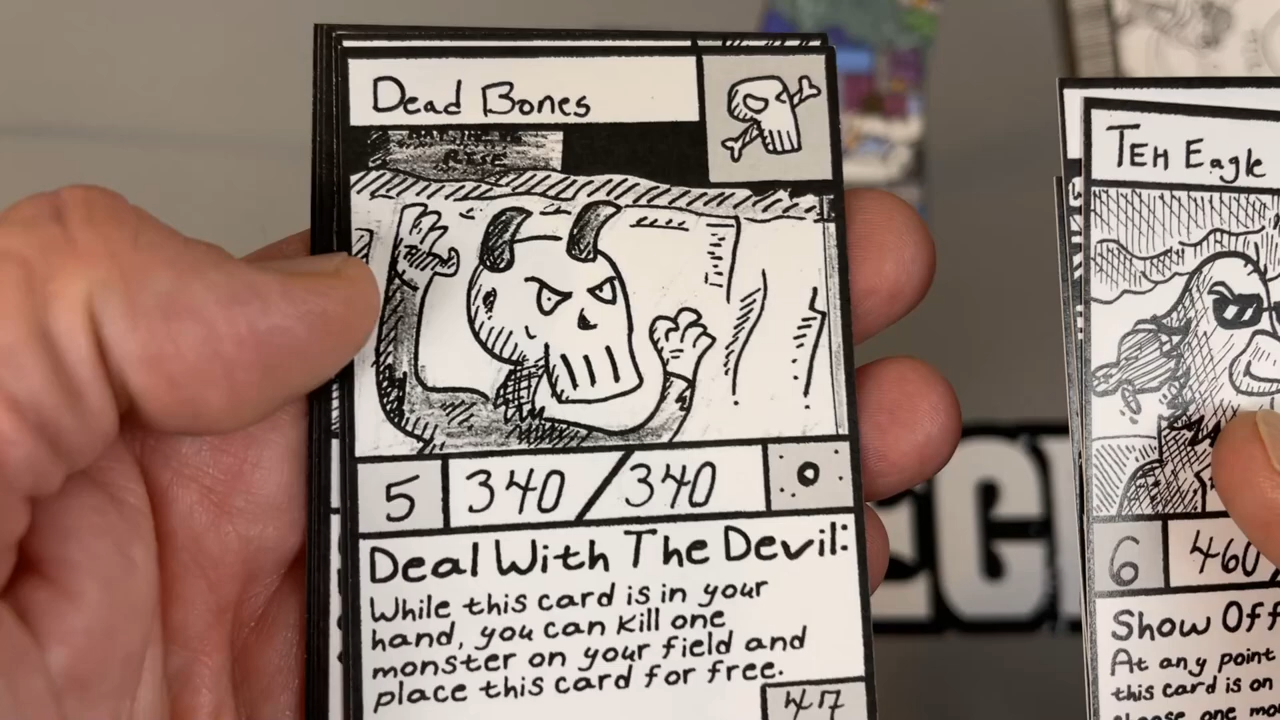 Dead Bones
RISE
5
340/340
Deal With The Devil:
While this card is in your
hand, you can kill one
monster on your field and
place this card for free.
47
TEH Eagle
6
460
Show Off
At any point
this card is on